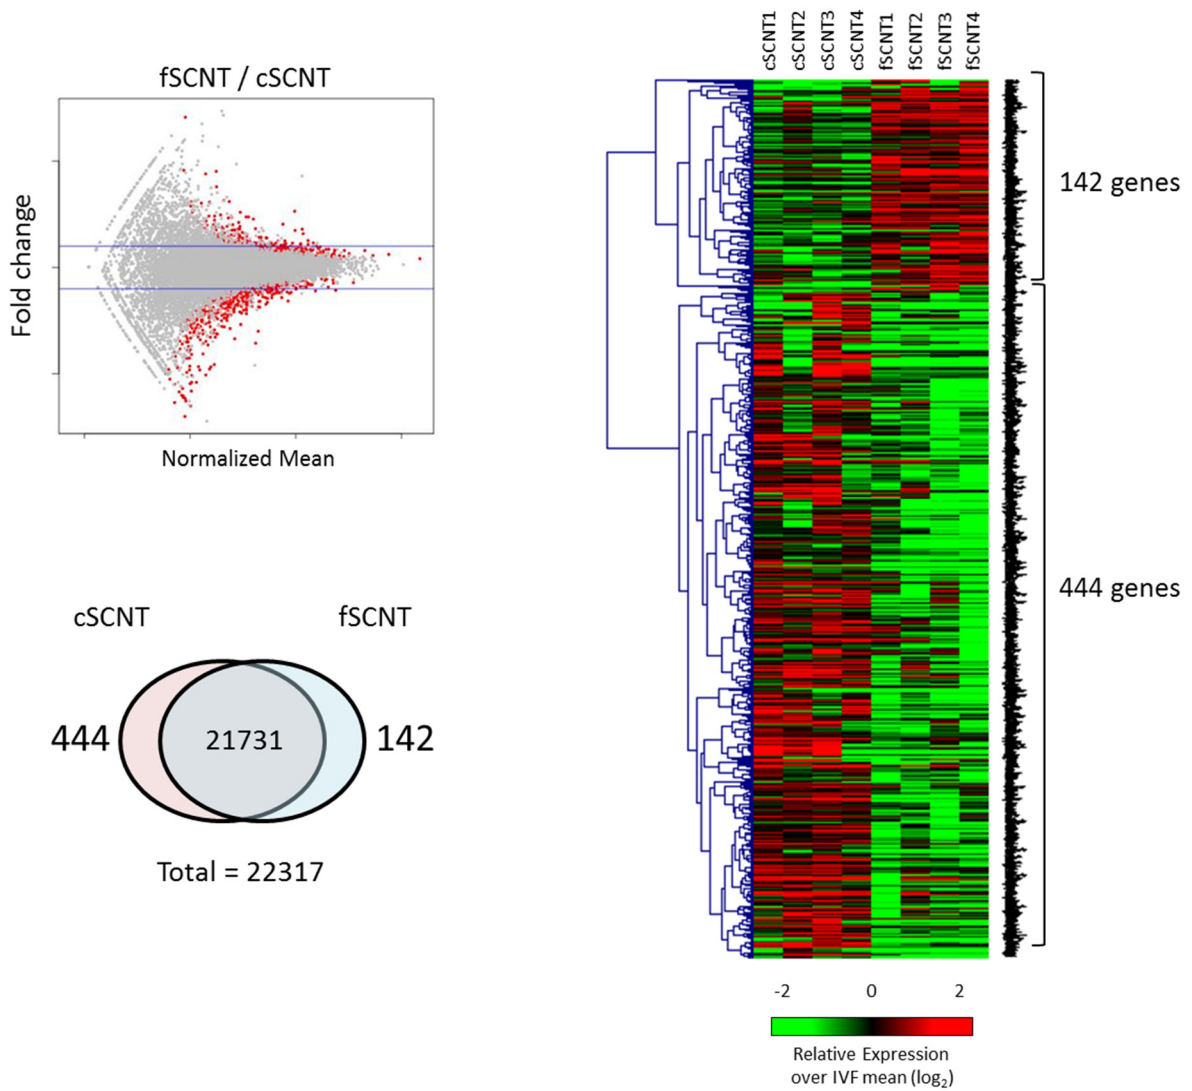 fSCNT / cSCNT
Fold change
Normalized Mean
cSCNT
fSCNT
444
21731
142
Total = 22317
cSCNT1
cSCNT2
cSCNT3
cSCNT4
fSCNT1
fSCNT2
fSCNT3
fSCNT4
142 genes
444 genes
-2 0 2
Relative Expression
over IVF mean (log₂)